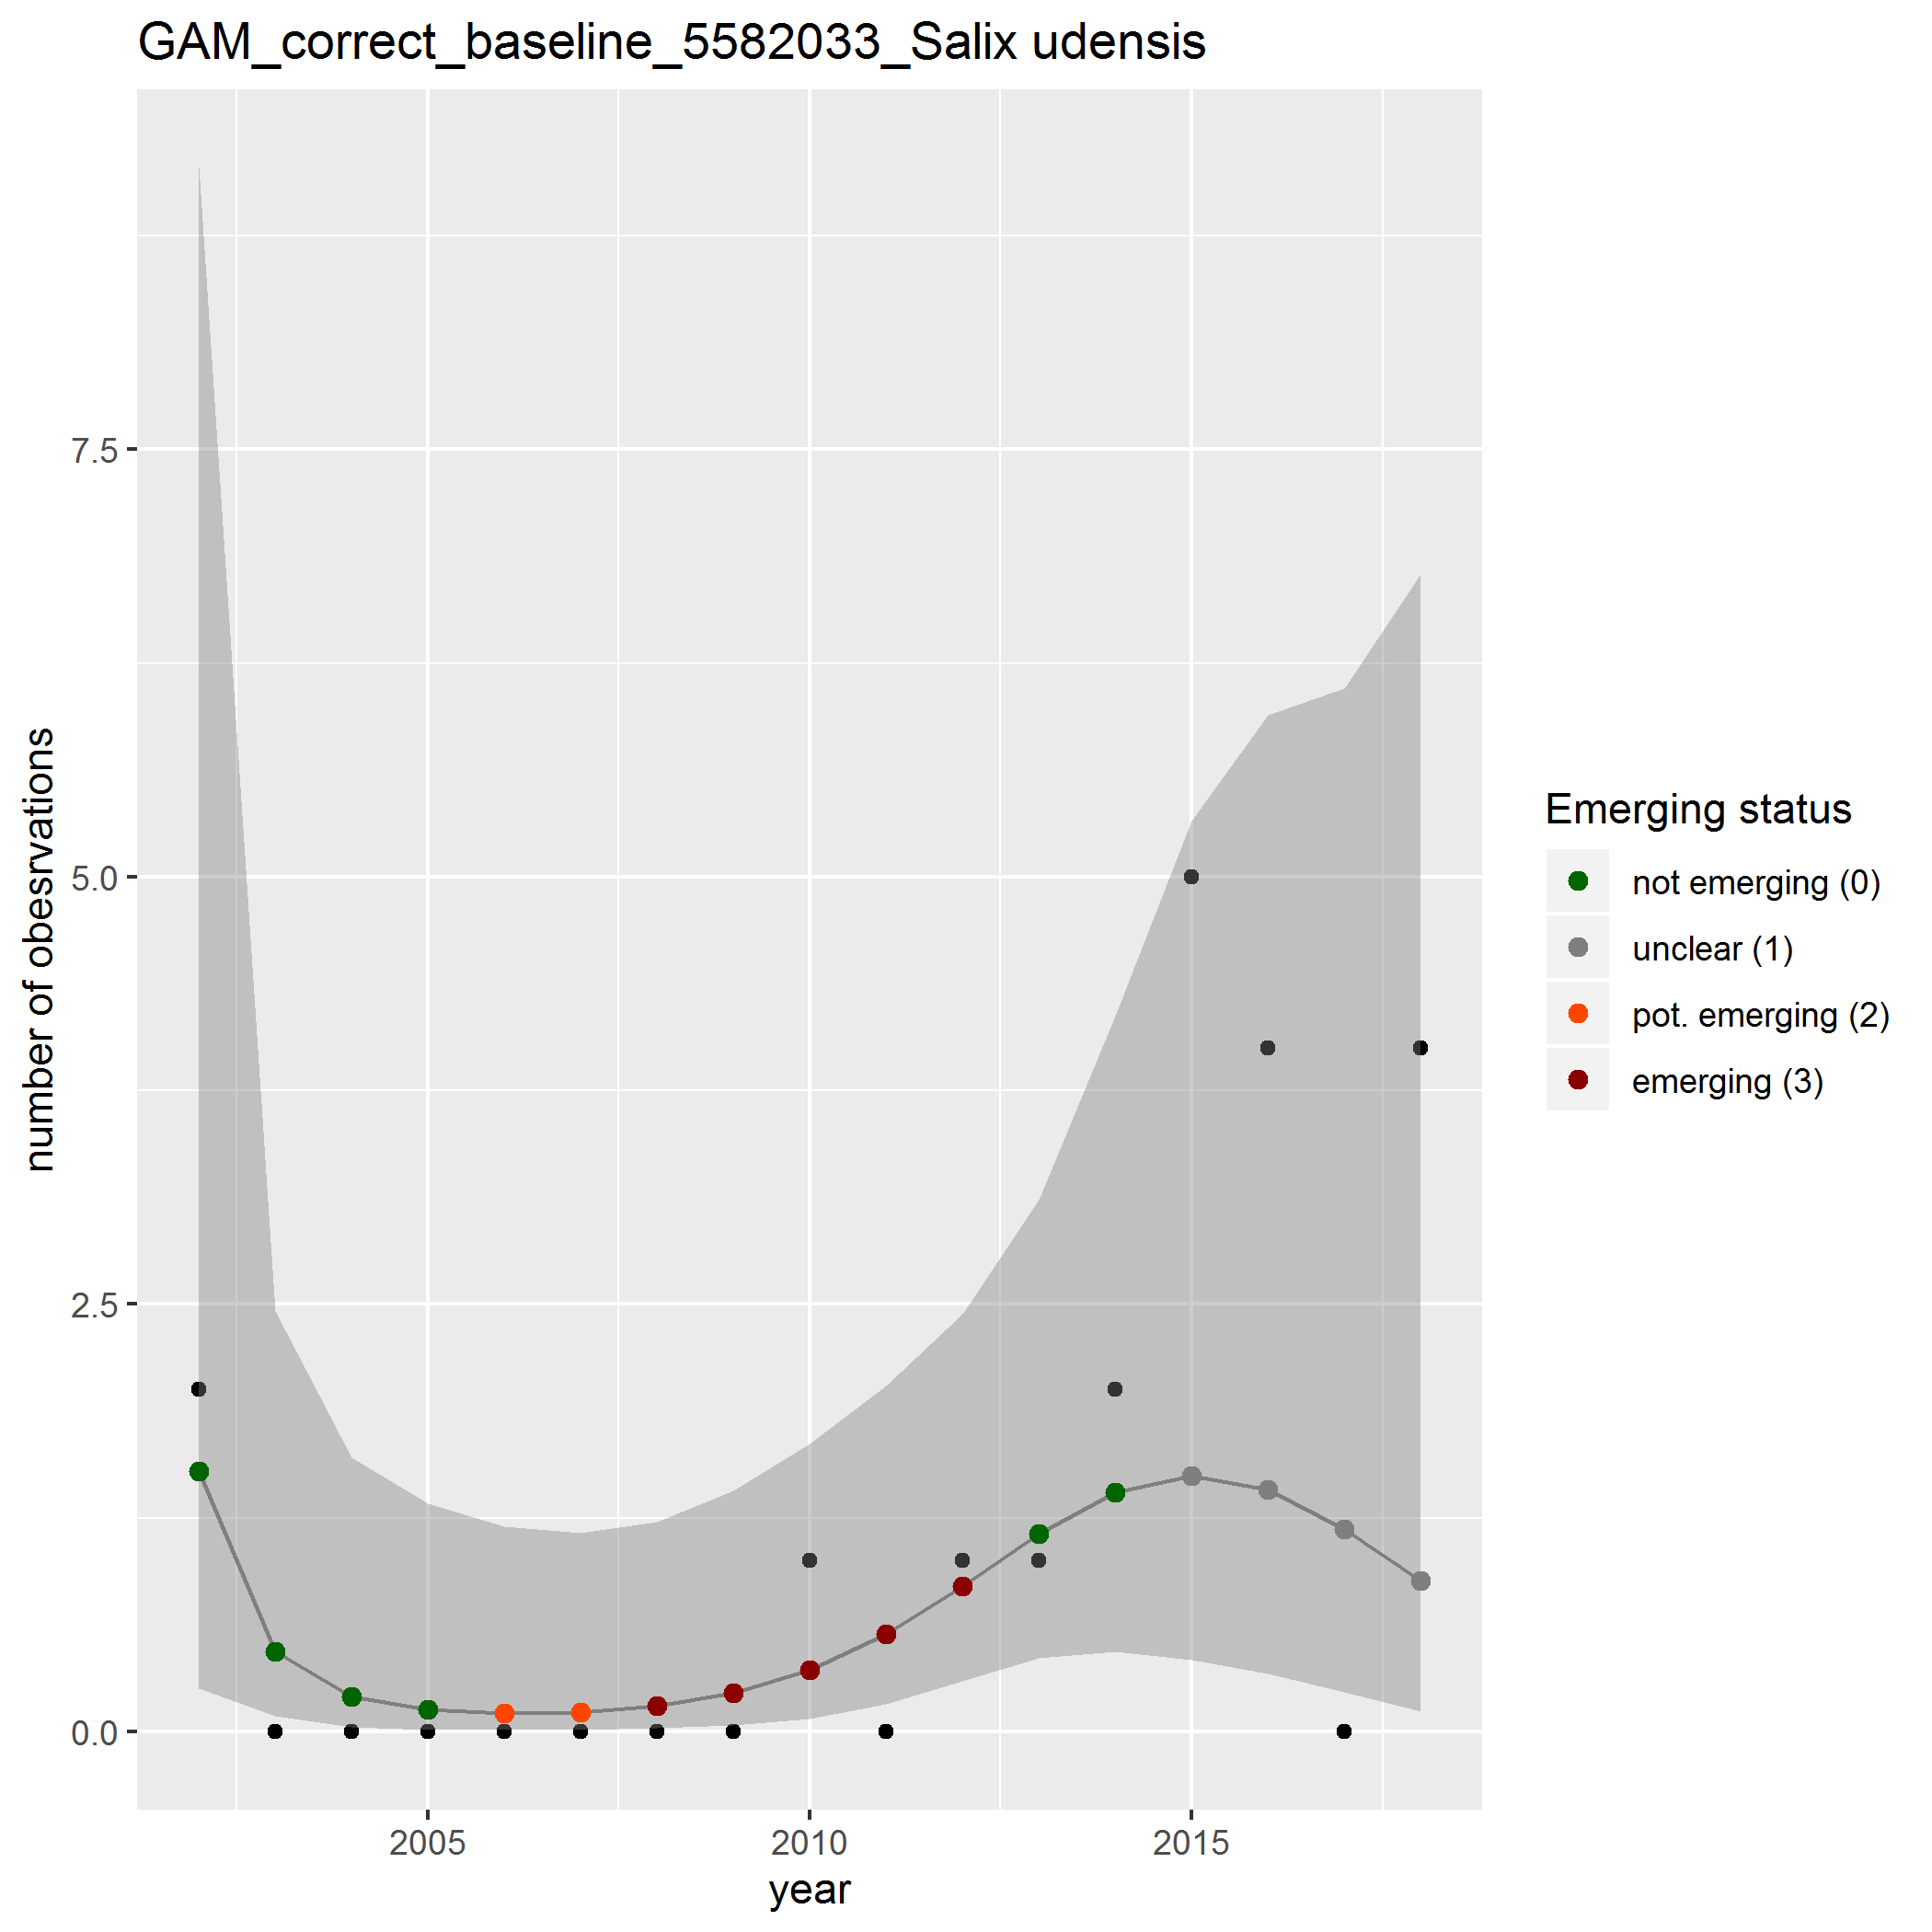 GAM_correct_baseline_5582033_Salix udensis
number of obesrvations
7.5
5.0
2.5
0.0
2005
2010
2015
year
Emerging status
not emerging (0)
unclear (1)
pot. emerging (2)
emerging (3)